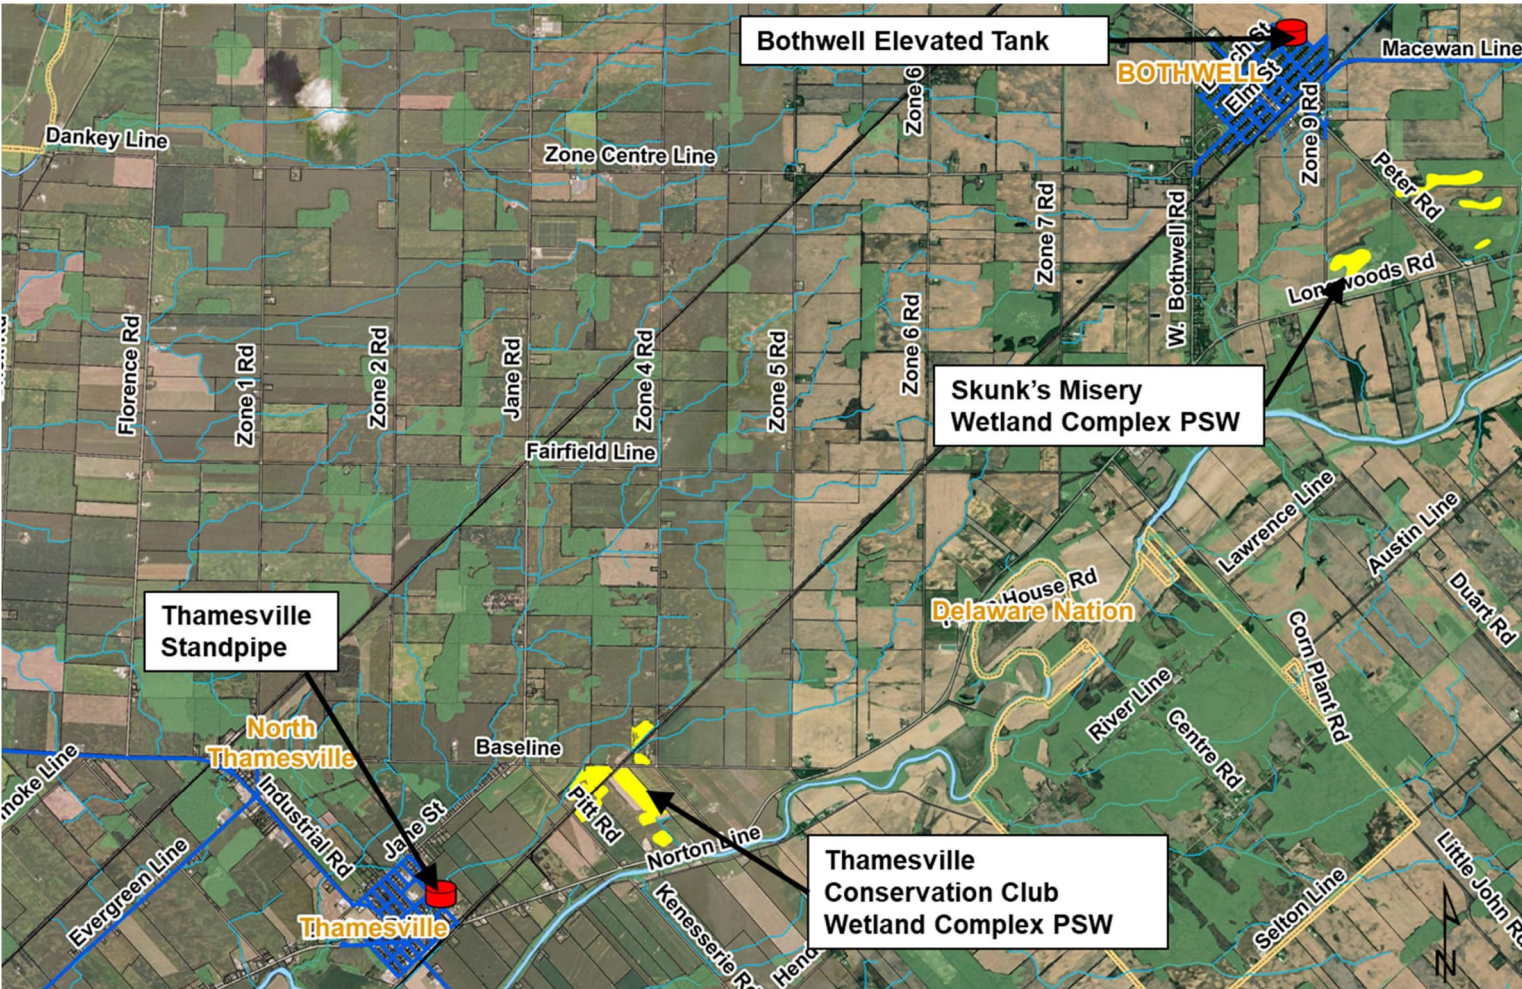 Bothwell Elevated Tank
BOTHWELL
Elm St
Macewan Line
Dankey Line
Zone Centre Line
Zone 6
Zone 9 Rd
Peter Rd
Zone 7 Rd
W. Bothwell Rd
Longwoods Rd
Florence Rd
Zone 1 Rd
Zone 2 Rd
Jane Rd
Zone 4 Rd
Zone 5 Rd
Zone 6 Rd
Skunk's Misery
Wetland Complex PSW
Fairfield Line
Lawrence Line
Austin Line
Duart Rd
House Rd
Delaware Nation
Corn Plant Rd
River Line
Centre Rd
Thamesville
Standpipe
North
Thamesville
Baseline
Industrial Rd
Jane St
Pitt Rd
Norton Line
Evergreen Line
Thamesville
Conservation Club
Wetland Complex PSW
Kenesserie Rd
Selton Line
Little John Rd
Thamesville
N